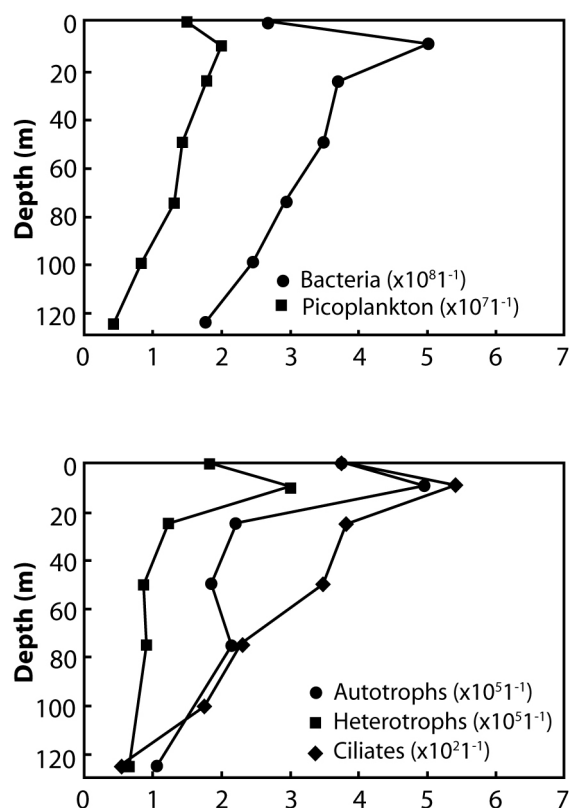 0
20
40
60
80
100
120
Depth (m)
Bacteria (x10⁸1⁻¹)
Picoplankton (x10⁷1⁻¹)
0 1 2 3 4 5 6 7
0
20
40
60
80
100
120
Depth (m)
Autotrophs (x10⁵1⁻¹)
Heterotrophs (x10⁵1⁻¹)
Ciliates (x10²1⁻¹)
0 1 2 3 4 5 6 7